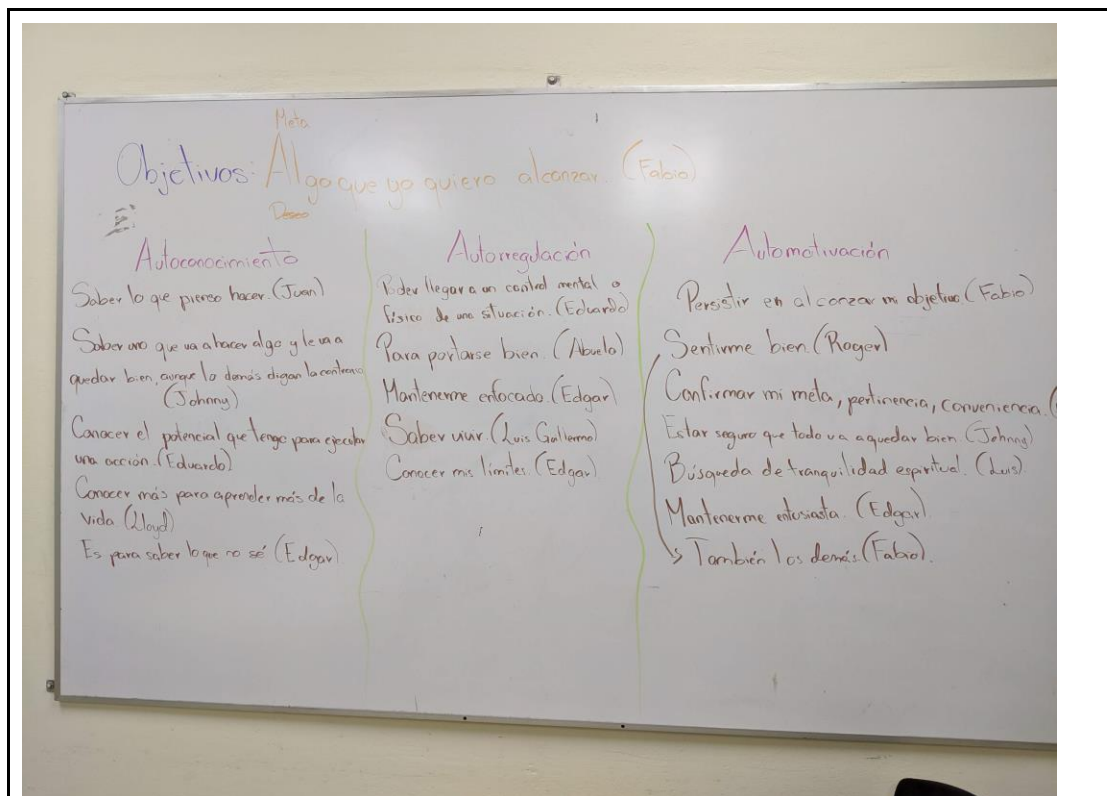 Meta
Objetivos: Algo que yo quiero alcanzar. (Fabio)
Deseo
Autoconocimiento
Saber lo que pienso hacer. (Juan)
Saber uno que va a hacer algo y le va a
quedar bien, aunque lo demás digan lo contrario
(Johnny)
Conocer el potencial que tengo para ejecutar
una acción. (Eduardo)
Conocer más para aprender más de la
vida (Lloyd)
Es para saber lo que no sé (Edgar)
Autorregulación
Poder llegar a un control mental o
físico de una situación. (Eduardo)
Para portarse bien. (Abuelo)
Mantenerme enfocado. (Edgar)
Saber vivir. (Luis Guillermo)
Conocer mis límites. (Edgar)
Automotivación
Persistir en alconzar mi objetivo (Fabio)
Sentirme bien (Roger)
Confirmar mi meta, pertinencia, conveniencia. (
Estar seguro que todo va a quedar bien. (Johnny)
Búsqueda de tranquilidad espiritual. (Luis)
Mantenerme entusiasta. (Edgar)
También los demás (Fabio).